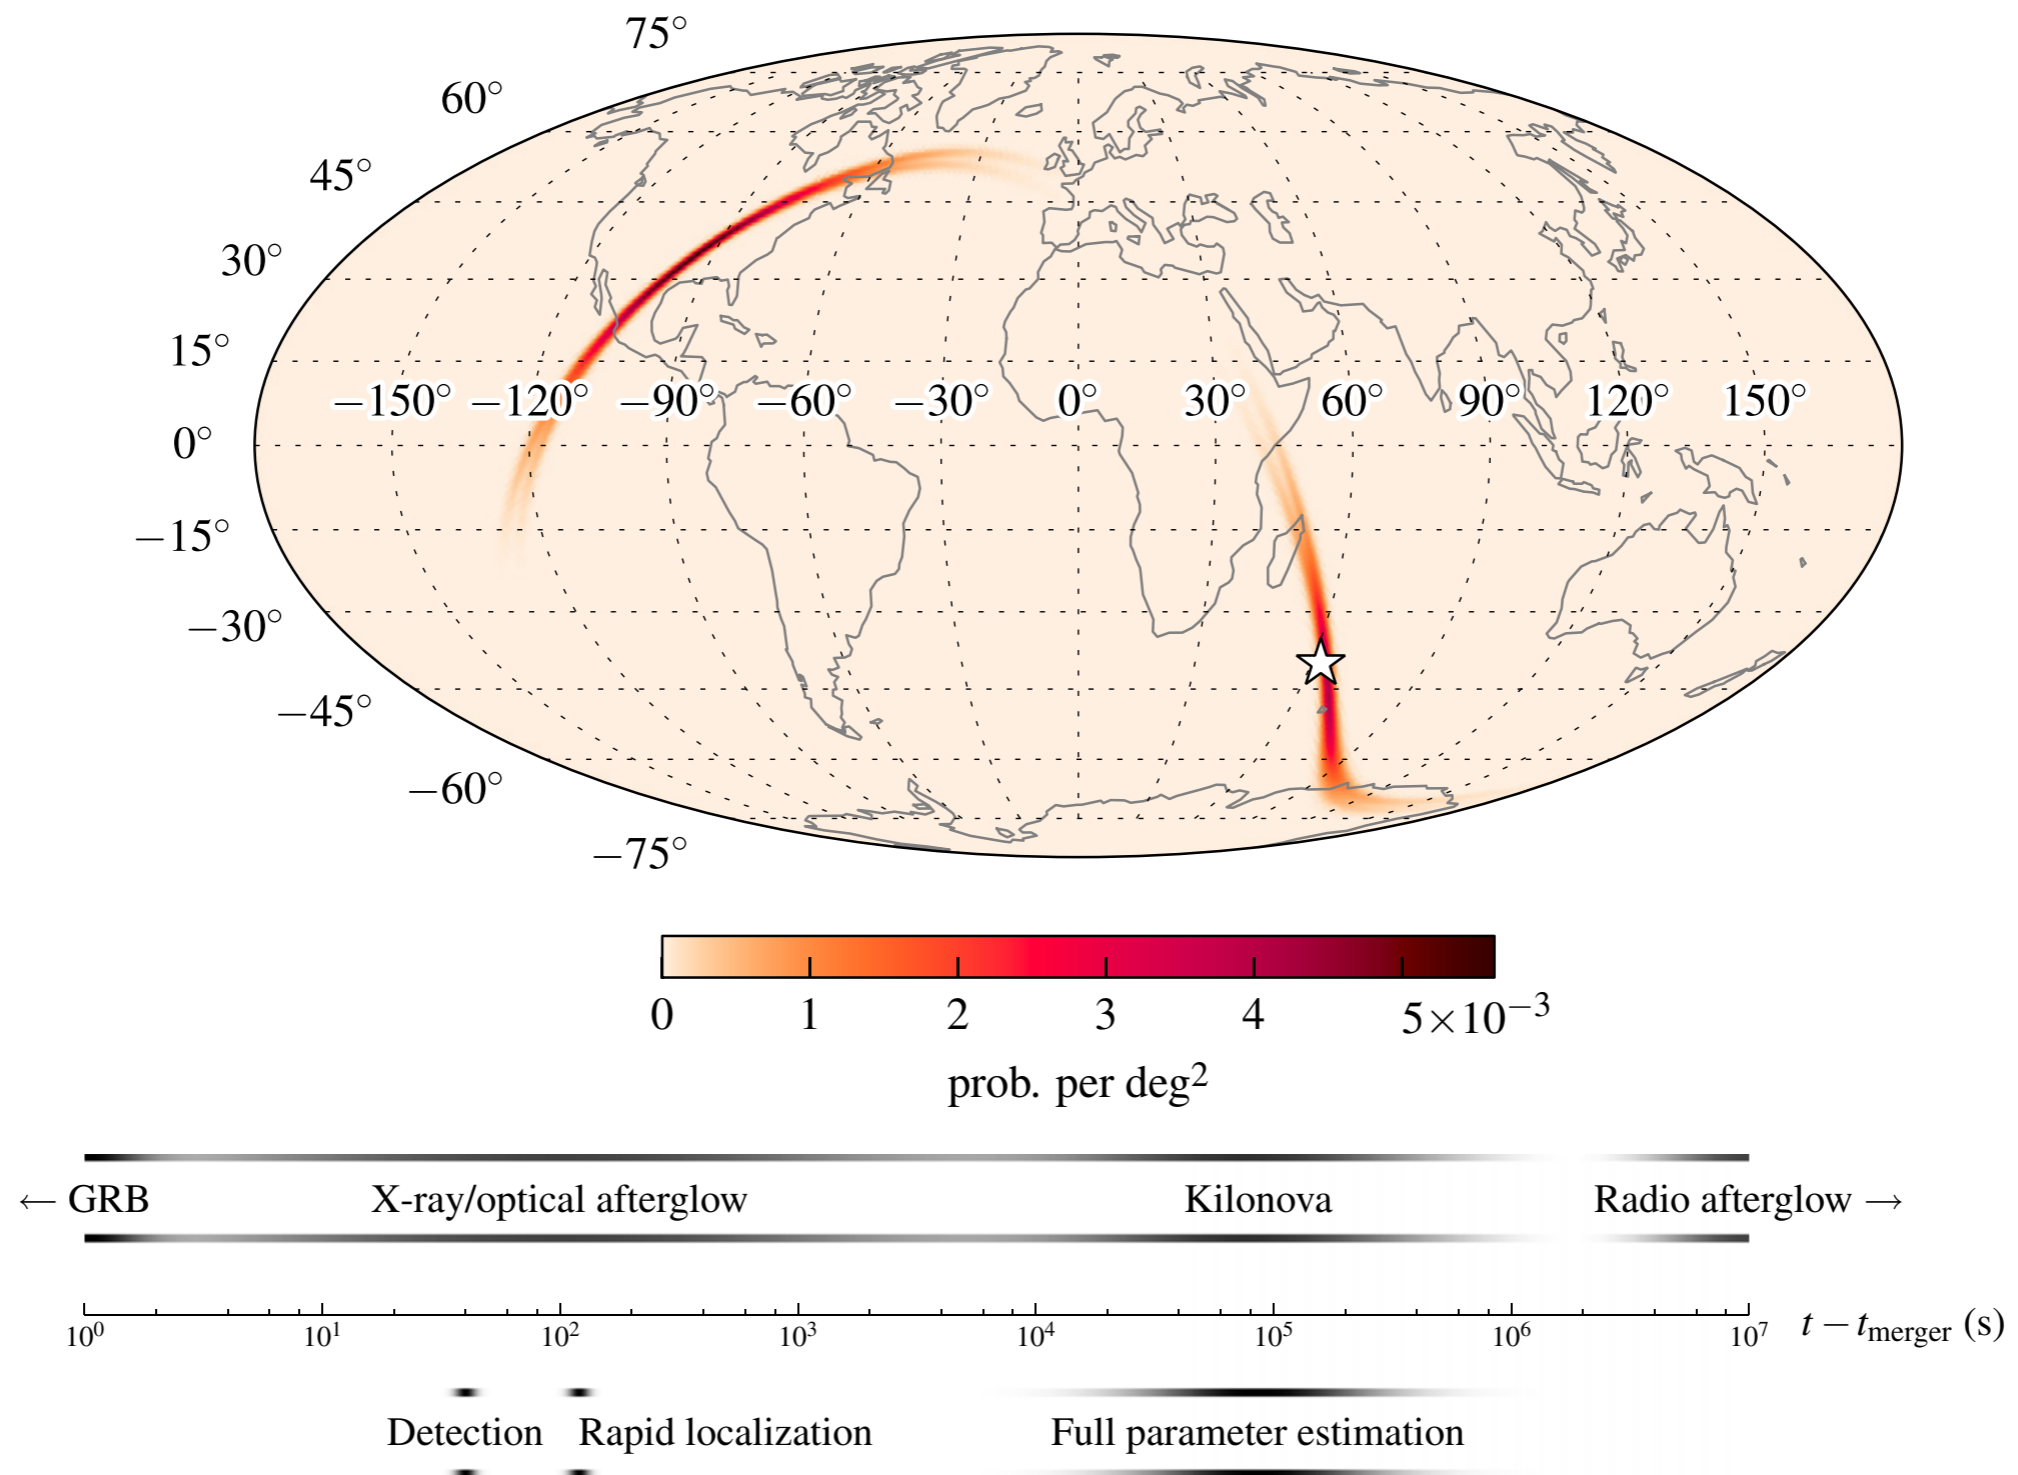 75°
60°
45°
30°
15°
−150° −120° −90° −60° −30° 0° 30° 60° 90° 120° 150°
0°
−15°
−30°
−45°
−60°
−75°
0 1 2 3 4 5×10⁻³
prob. per deg²
← GRB X-ray/optical afterglow Kilonova Radio afterglow →
10⁰ 10¹ 10² 10³ 10⁴ 10⁵ 10⁶ 10⁷ t − t_merger (s)
Detection Rapid localization Full parameter estimation